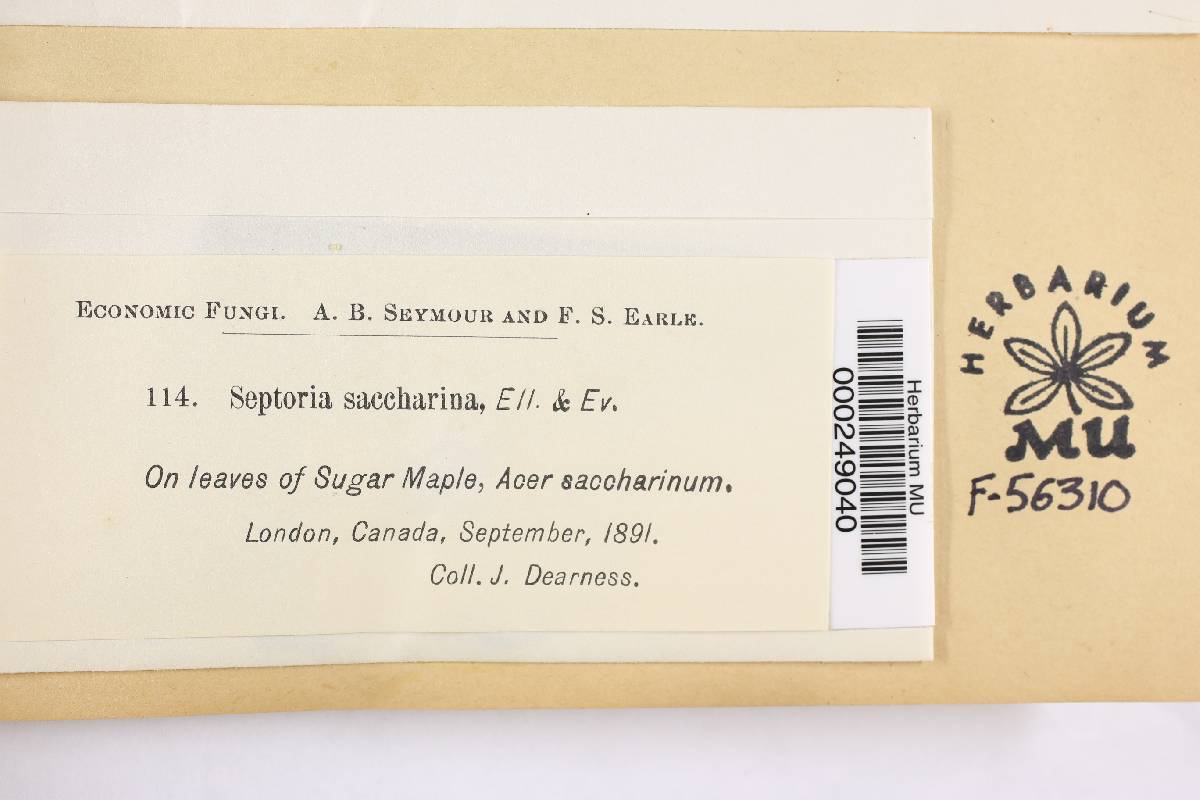 Economic Fungi. A. B. Seymour and F. S. Earle.
114. Septoria saccharina, Ell. & Ev.
On leaves of Sugar Maple, Acer saccharinum.
London, Canada, September, 1891.
Coll. J. Dearness.
Herbarium MU
000249040
HERBARIUM
MU
F-56310